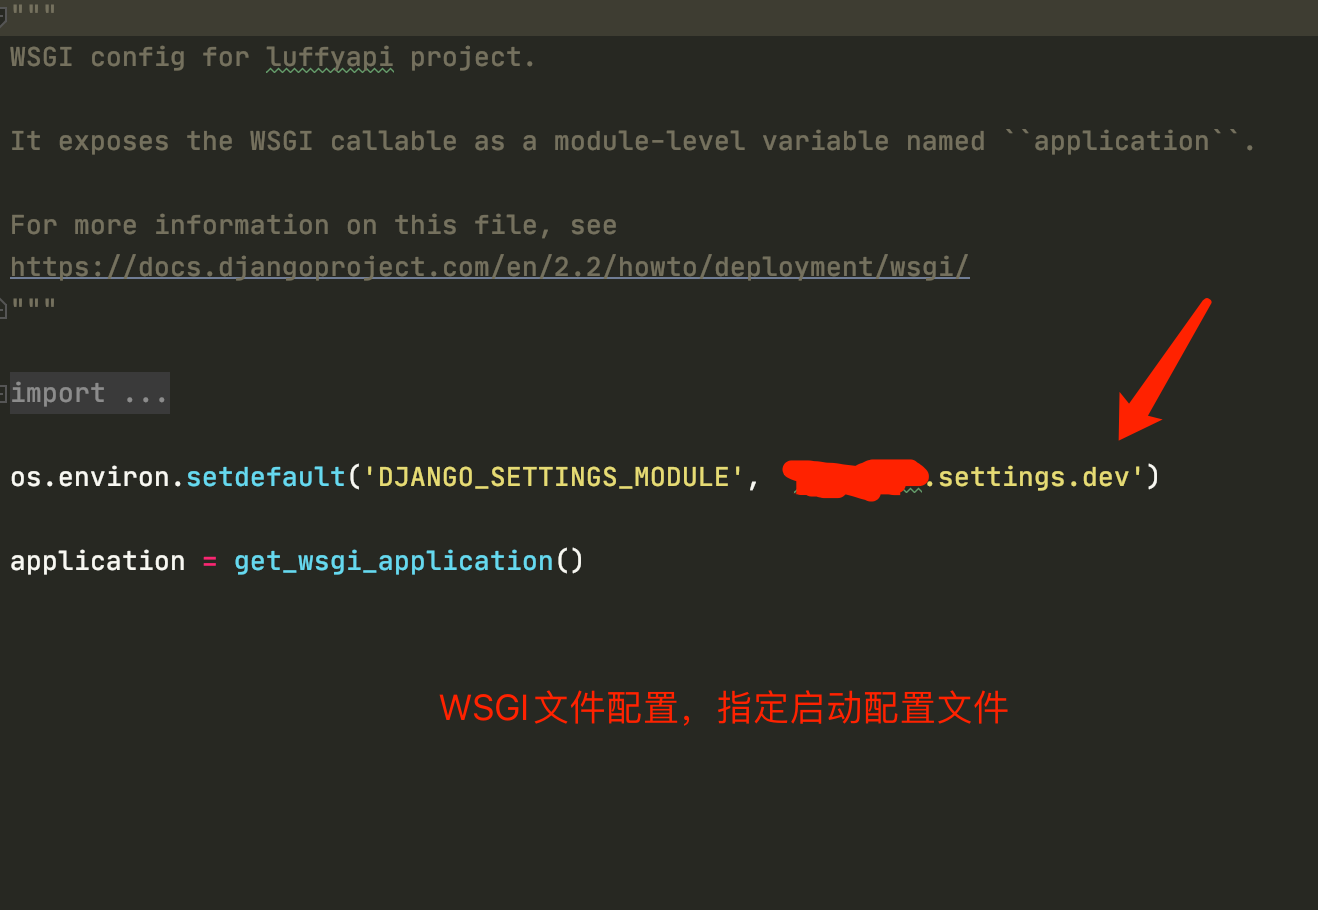 """
WSGI config for luffyapi project.
It exposes the WSGI callable as a module-level variable named ``application``.
For more information on this file, see
https://docs.djangoproject.com/en/2.2/howto/deployment/wsgi/
"""
import ...
os.environ.setdefault('DJANGO_SETTINGS_MODULE', .settings.dev')
application = get_wsgi_application()
WSGI文件配置，指定启动配置文件